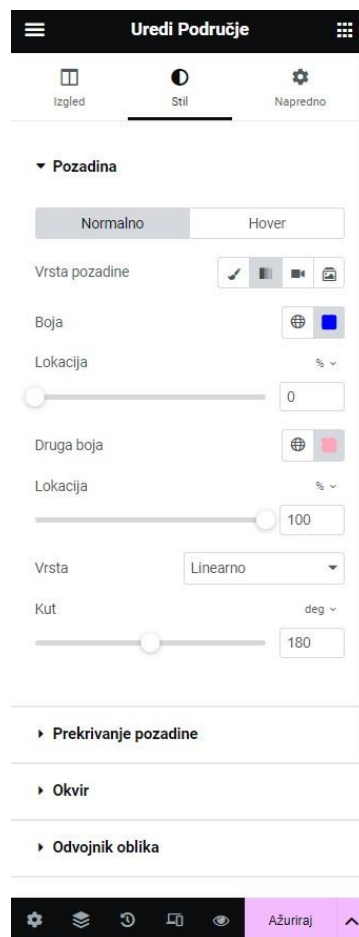 Uredi Područje
Izgled
Stil
Napredno
Pozadina
Normalno
Hover
Vrsta pozadine
Boja
Lokacija
%
0
Druga boja
Lokacija
%
100
Vrsta
Linearno
Kut
deg
180
Prekrivanje pozadine
Okvir
Odvojnik oblika
Ažuriraj